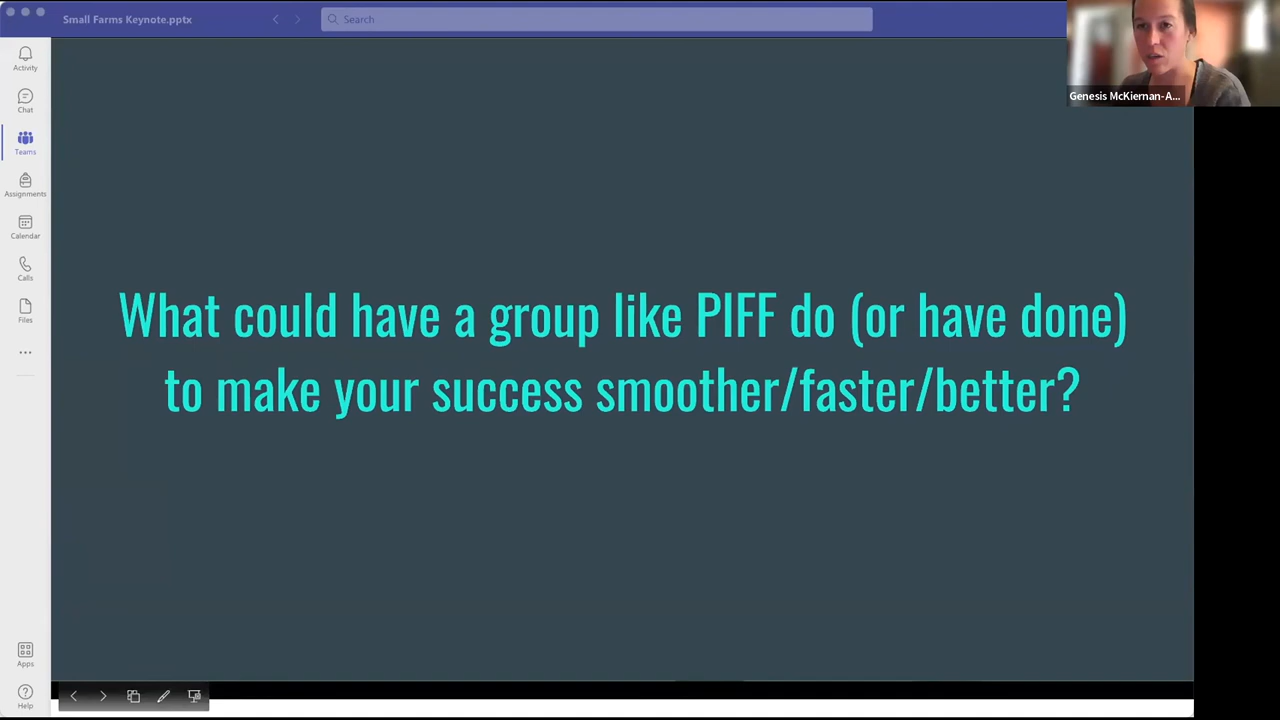 Small Farms Keynote.pptx
Search
Genesis McKiernan-A...
Activity
Chat
Teams
Assignments
Calendar
Calls
Files
What could have a group like PIFF do (or have done)
to make your success smoother/faster/better?
Apps
Help